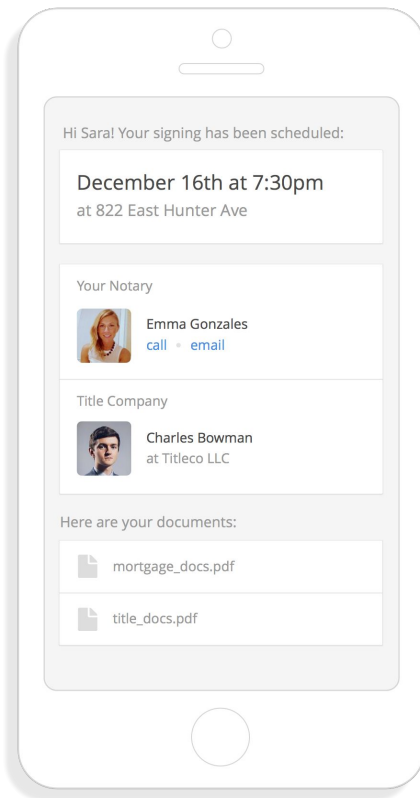 Hi Sara! Your signing has been scheduled:
December 16th at 7:30pm
at 822 East Hunter Ave
Your Notary
Emma Gonzales
call • email
Title Company
Charles Bowman
at Titleco LLC
Here are your documents:
mortgage_docs.pdf
title_docs.pdf